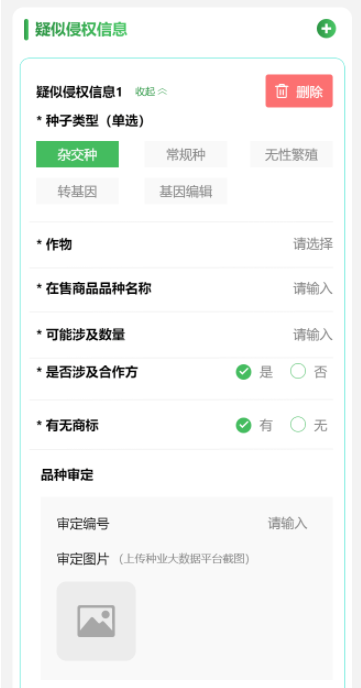 疑似侵权信息
疑似侵权信息1 收起 删除
* 种子类型（单选）
杂交种 常规种 无性繁殖
转基因 基因编辑
* 作物 请选择
* 在售商品品种名称 请输入
* 可能涉及数量 请输入
* 是否涉及合作方 是 否
* 有无商标 有 无
品种审定
审定编号 请输入
审定图片（上传种业大数据平台截图）